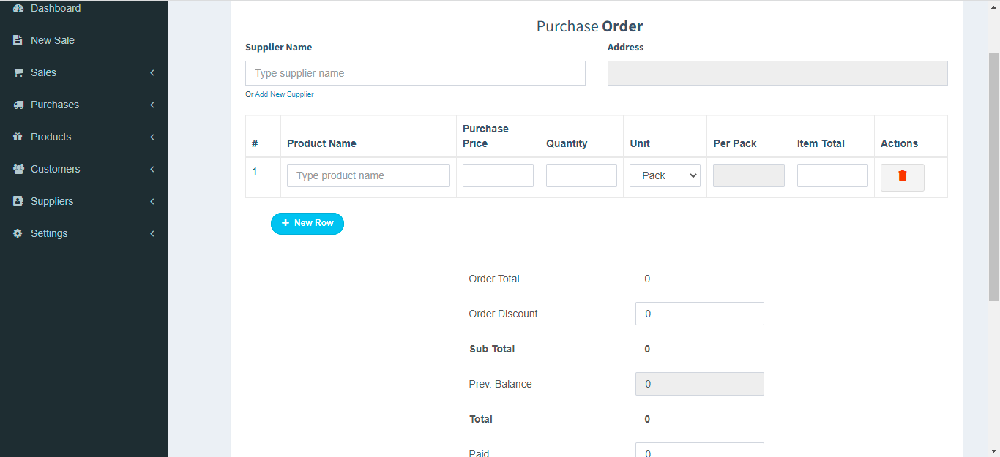 Dashboard
New Sale
Sales
Purchases
Products
Customers
Suppliers
Settings
Purchase Order
Supplier Name
Address
Type supplier name
Or Add New Supplier
# Product Name Purchase Price Quantity Unit Per Pack Item Total Actions
1 Type product name Pack
+ New Row
Order Total 0
Order Discount 0
Sub Total 0
Prev. Balance 0
Total 0
Paid 0